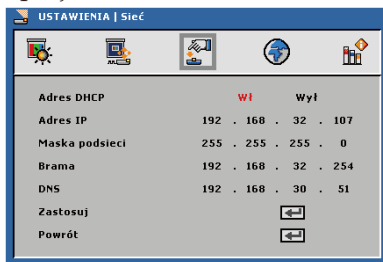 USTAWIENIA | Sieć
Adres DHCP Wł Wył
Adres IP 192 . 168 . 32 . 107
Maska podsieci 255 . 255 . 255 . 0
Brama 192 . 168 . 32 . 254
DNS 192 . 168 . 30 . 51
Zastosuj
Powrót